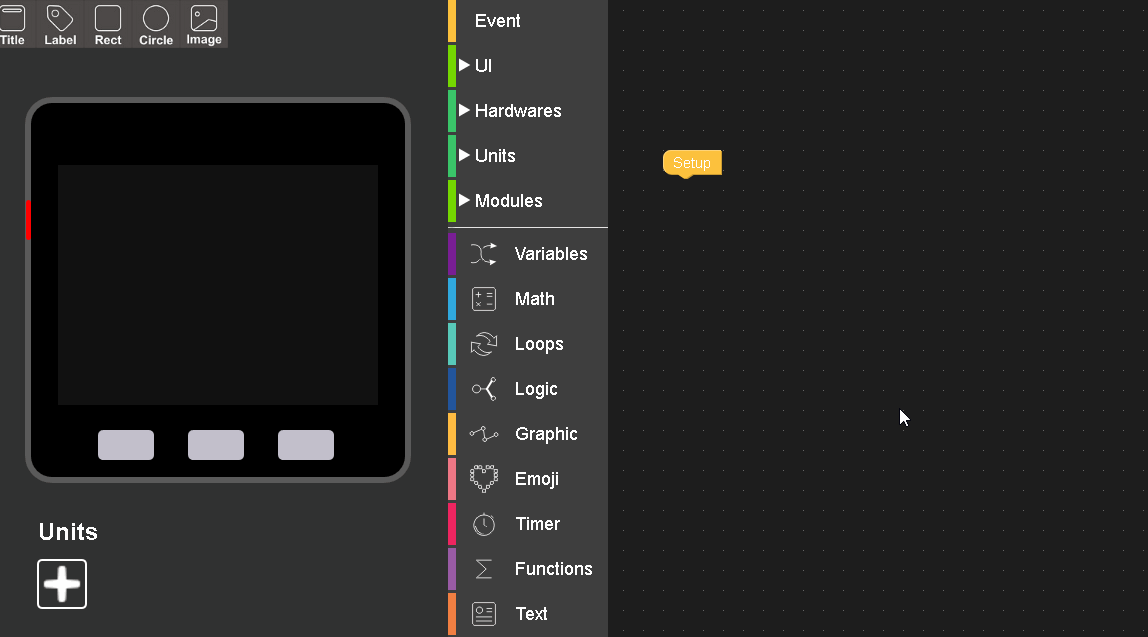 Title Label Rect Circle Image
Event
UI
Hardwares
Units
Modules
Variables
Math
Loops
Logic
Graphic
Emoji
Timer
Functions
Text
Setup
Units